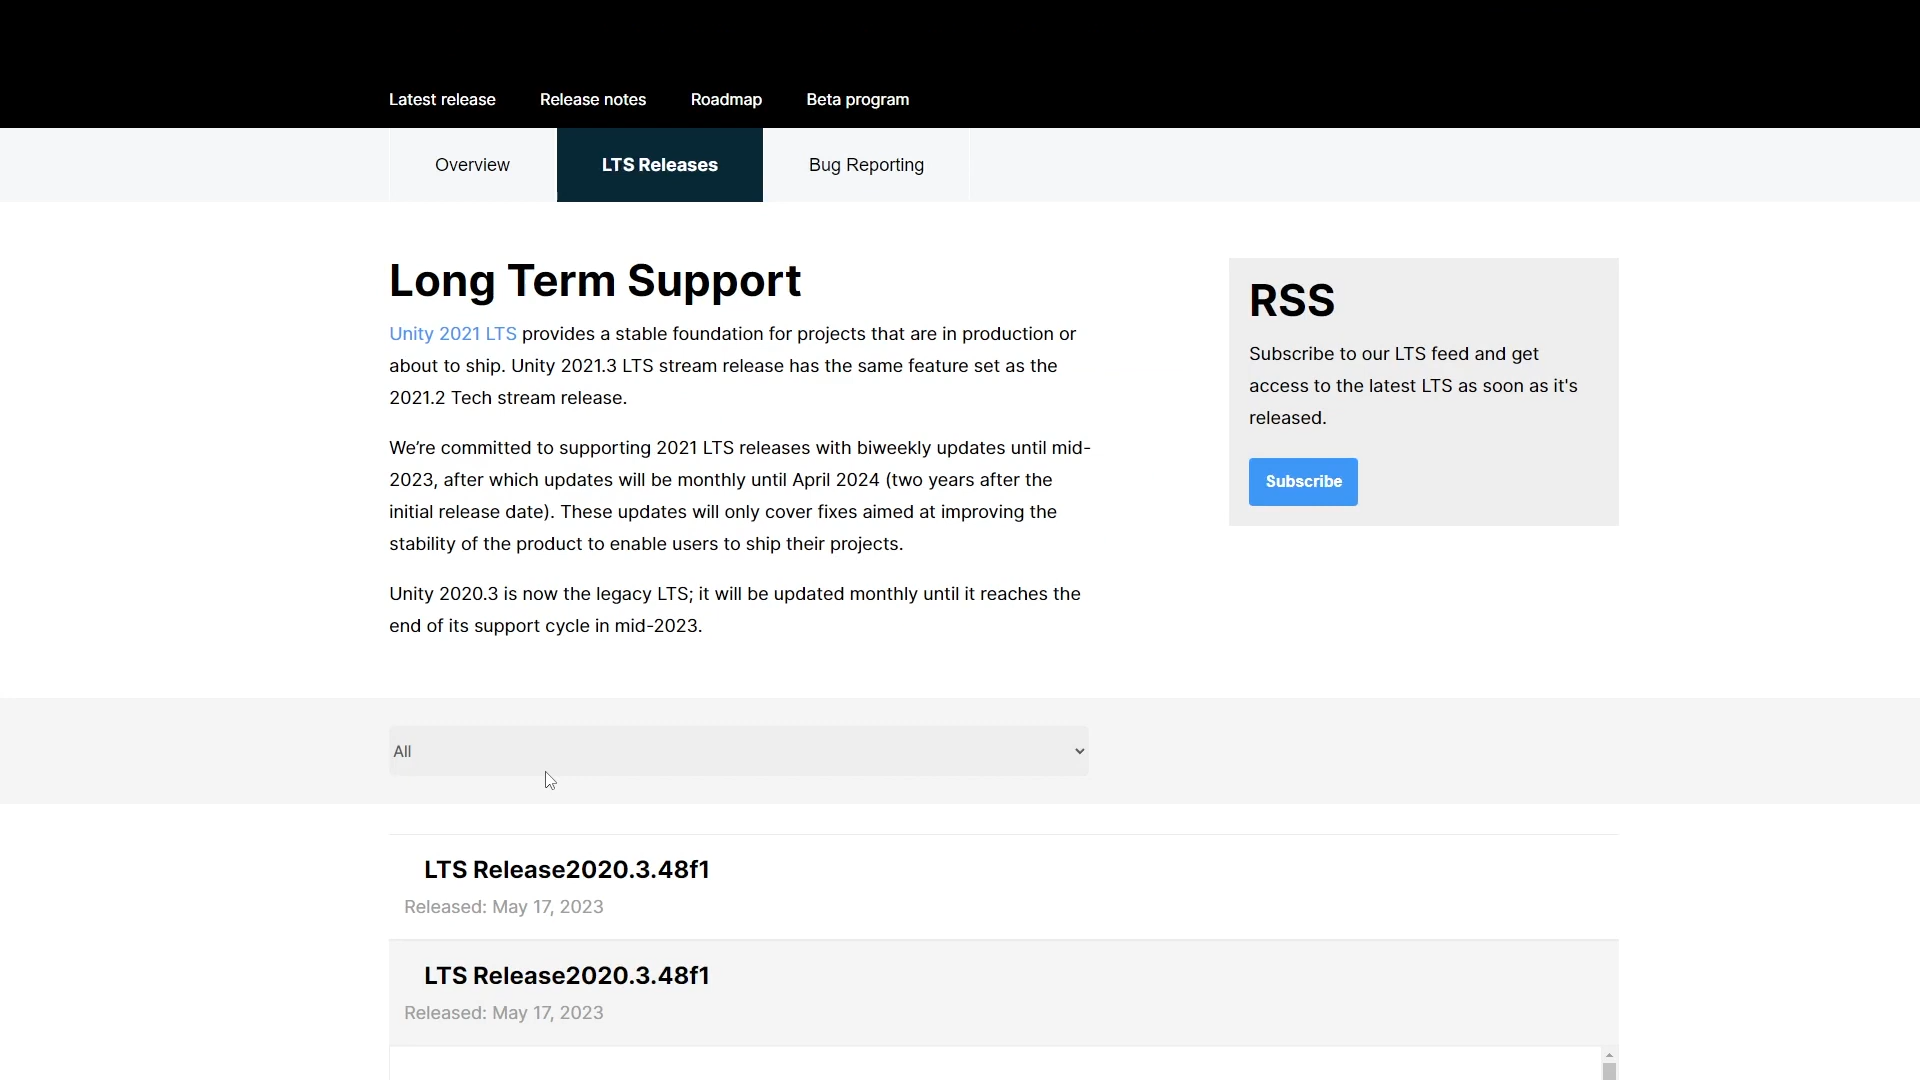 Latest release Release notes Roadmap Beta program
Overview LTS Releases Bug Reporting
Long Term Support
Unity 2021 LTS provides a stable foundation for projects that are in production or
about to ship. Unity 2021.3 LTS stream release has the same feature set as the
2021.2 Tech stream release.
We’re committed to supporting 2021 LTS releases with biweekly updates until mid-
2023, after which updates will be monthly until April 2024 (two years after the
initial release date). These updates will only cover fixes aimed at improving the
stability of the product to enable users to ship their projects.
Unity 2020.3 is now the legacy LTS; it will be updated monthly until it reaches the
end of its support cycle in mid-2023.
RSS
Subscribe to our LTS feed and get
access to the latest LTS as soon as it's
released.
Subscribe
All
LTS Release2020.3.48f1
Released: May 17, 2023
LTS Release2020.3.48f1
Released: May 17, 2023